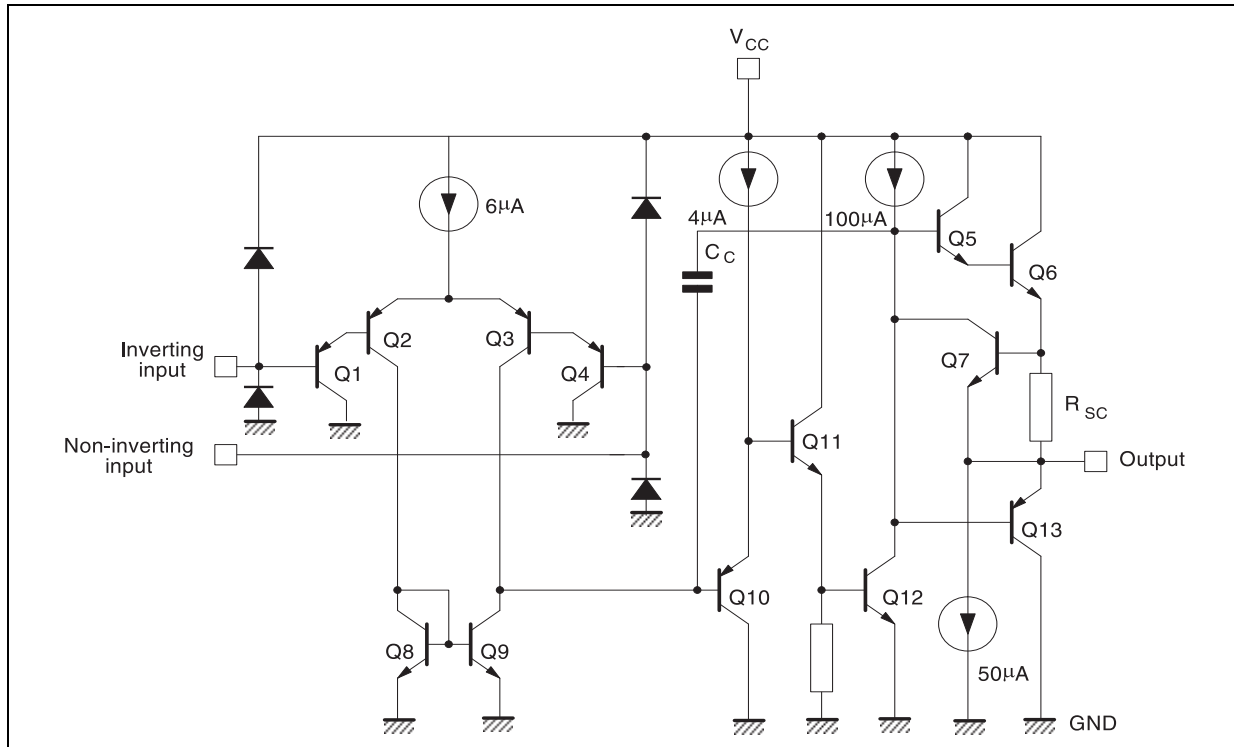 V_CC
6μA
4μA
100μA
C_C
Q5
Q6
Q2
Q3
Inverting
input
Q1
Q4
Q7
R_SC
Non-inverting
input
Q11
Output
Q13
Q10
Q12
Q8
Q9
50μA
GND